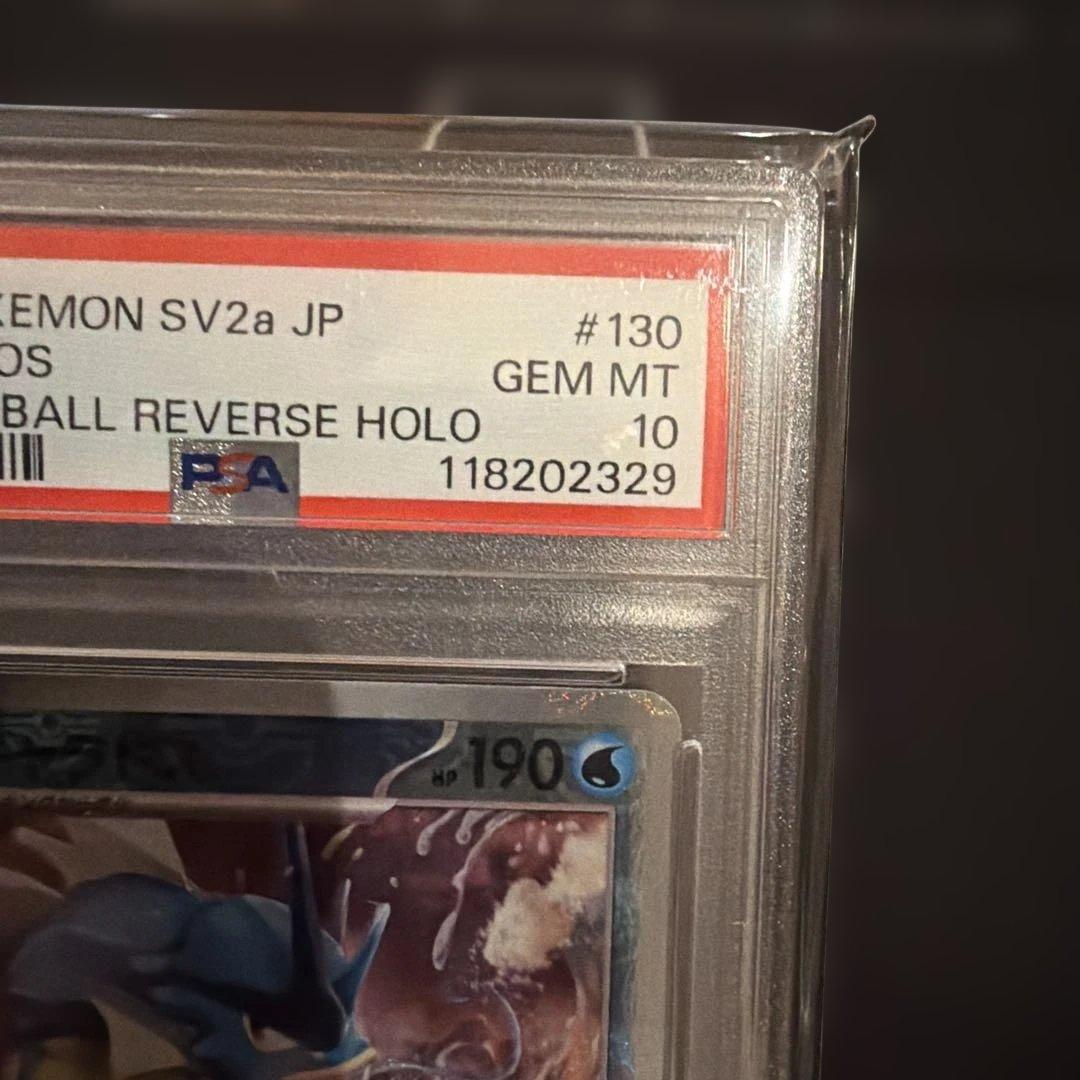 KEMON SV2a JP #130
OS GEM MT
BALL REVERSE HOLO 10
PSA 118202329
HP 190